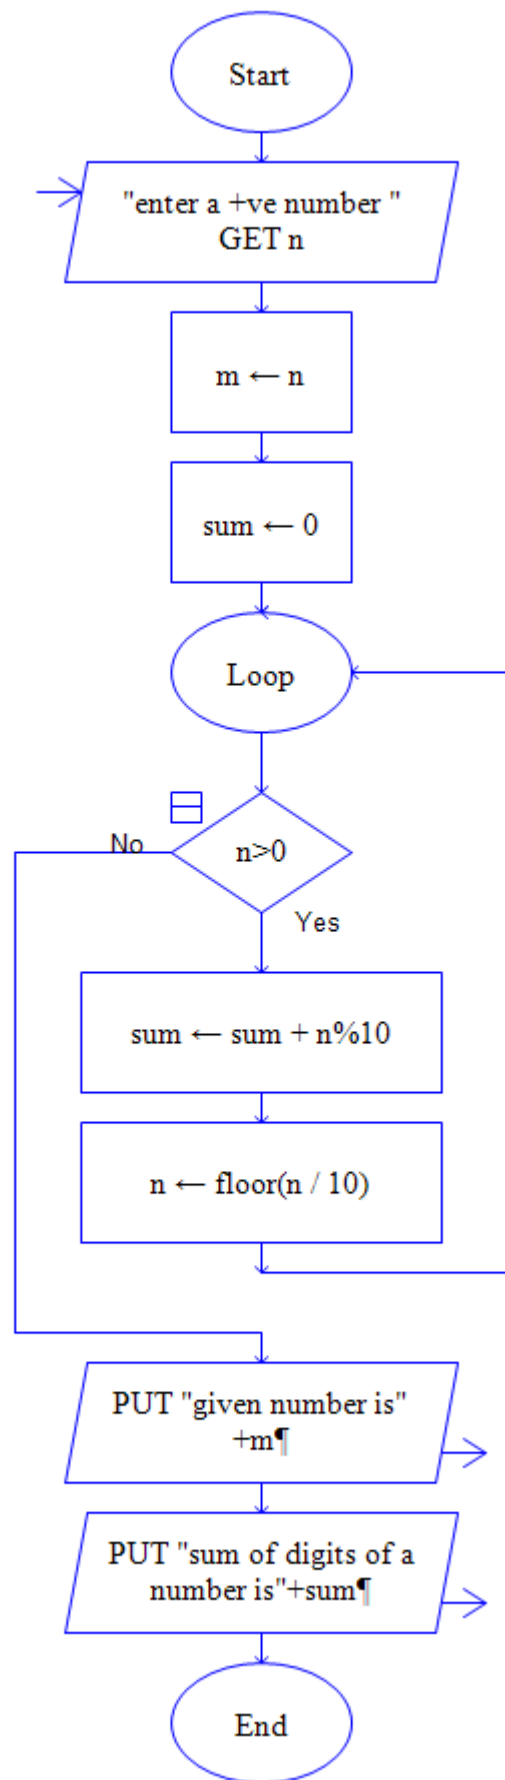 Start
"enter a +ve number "
GET n
m ← n
sum ← 0
Loop
No
n>0
Yes
sum ← sum + n%10
n ← floor(n / 10)
PUT "given number is"
+m¶
PUT "sum of digits of a
number is"+sum¶
End